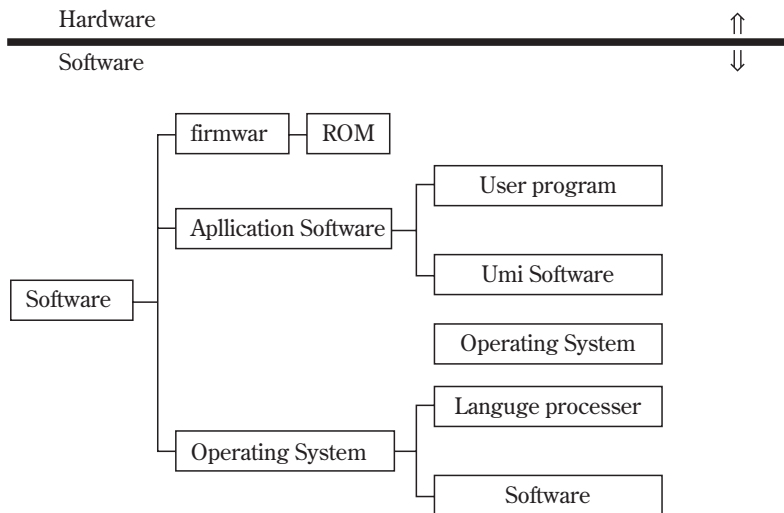 Hardware ⇑
Software ⇓
firmwar
ROM
User program
Apllication Software
Umi Software
Software
Operating System
Languge processer
Operating System
Software